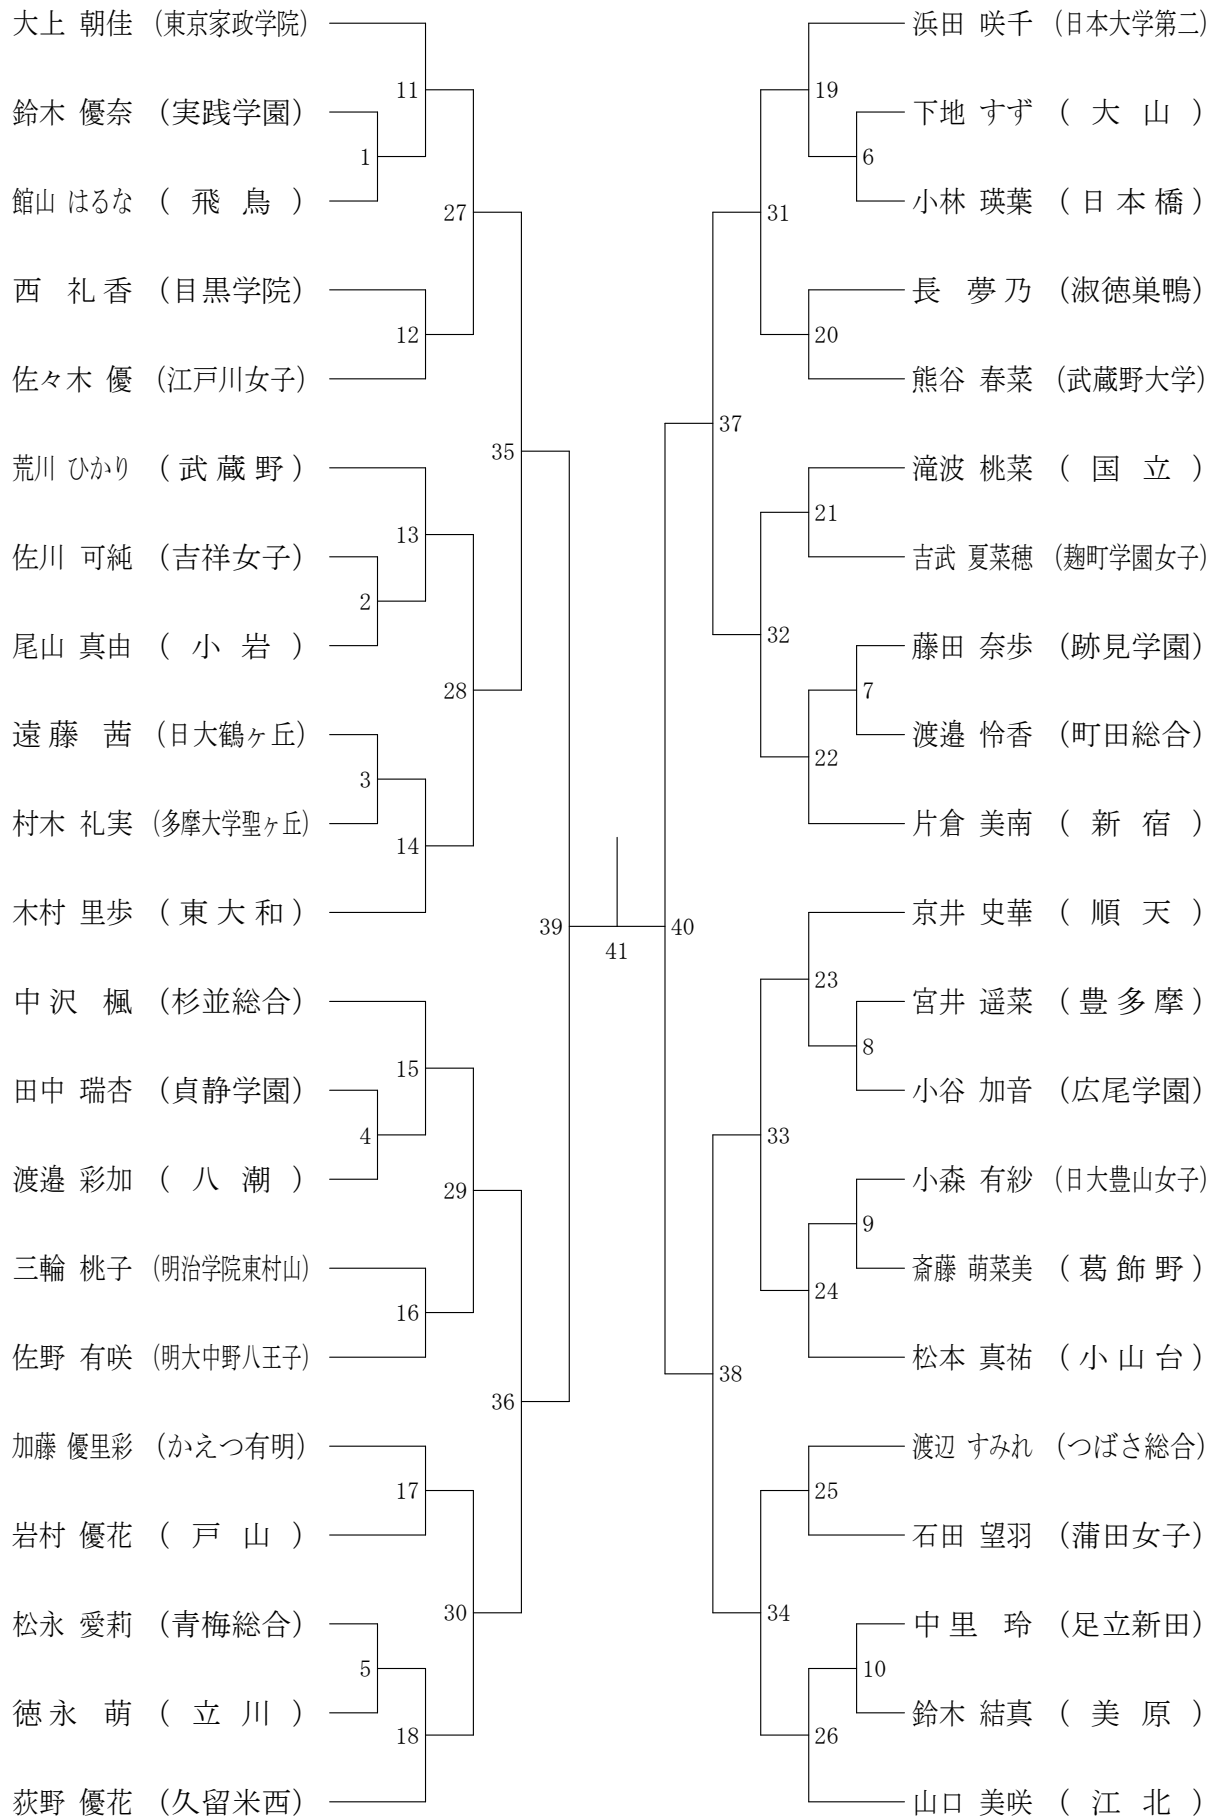 大上 朝佳 (東京家政学院)
鈴木 優奈 (実践学園)
館山 はるな (飛鳥)
西 礼香 (目黒学院)
佐々木 優 (江戸川女子)
荒川 ひかり (武蔵野)
佐川 可純 (吉祥女子)
尾山 真由 (小岩)
遠藤 茜 (日大鶴ヶ丘)
村木 礼実 (多摩大学聖ヶ丘)
木村 里歩 (東大和)
中沢 楓 (杉並総合)
田中 瑞杏 (貞静学園)
渡邉 彩加 (八潮)
三輪 桃子 (明治学院東村山)
佐野 有咲 (明大中野八王子)
加藤 優里彩 (かえつ有明)
岩村 優花 (戸山)
松永 愛莉 (青梅総合)
徳永 萌 (立川)
荻野 優花 (久留米西)
1
2
3
4
5
11
12
13
14
15
16
17
18
27
28
29
30
35
36
39
41
40
37
38
31
32
33
34
19
20
21
22
23
24
25
26
6
7
8
9
10
浜田 咲千 (日本大学第二)
下地 すず (大山)
小林 瑛葉 (日本橋)
長 夢乃 (淑徳巣鴨)
熊谷 春菜 (武蔵野大学)
滝波 桃菜 (国立)
吉武 夏菜穂 (麹町学園女子)
藤田 奈歩 (跡見学園)
渡邉 怜香 (町田総合)
片倉 美南 (新宿)
京井 史華 (順天)
宮井 遥菜 (豊多摩)
小谷 加音 (広尾学園)
小森 有紗 (日大豊山女子)
斎藤 萌菜美 (葛飾野)
松本 真祐 (小山台)
渡辺 すみれ (つばさ総合)
石田 望羽 (蒲田女子)
中里 玲 (足立新田)
鈴木 結真 (美原)
山口 美咲 (江北)